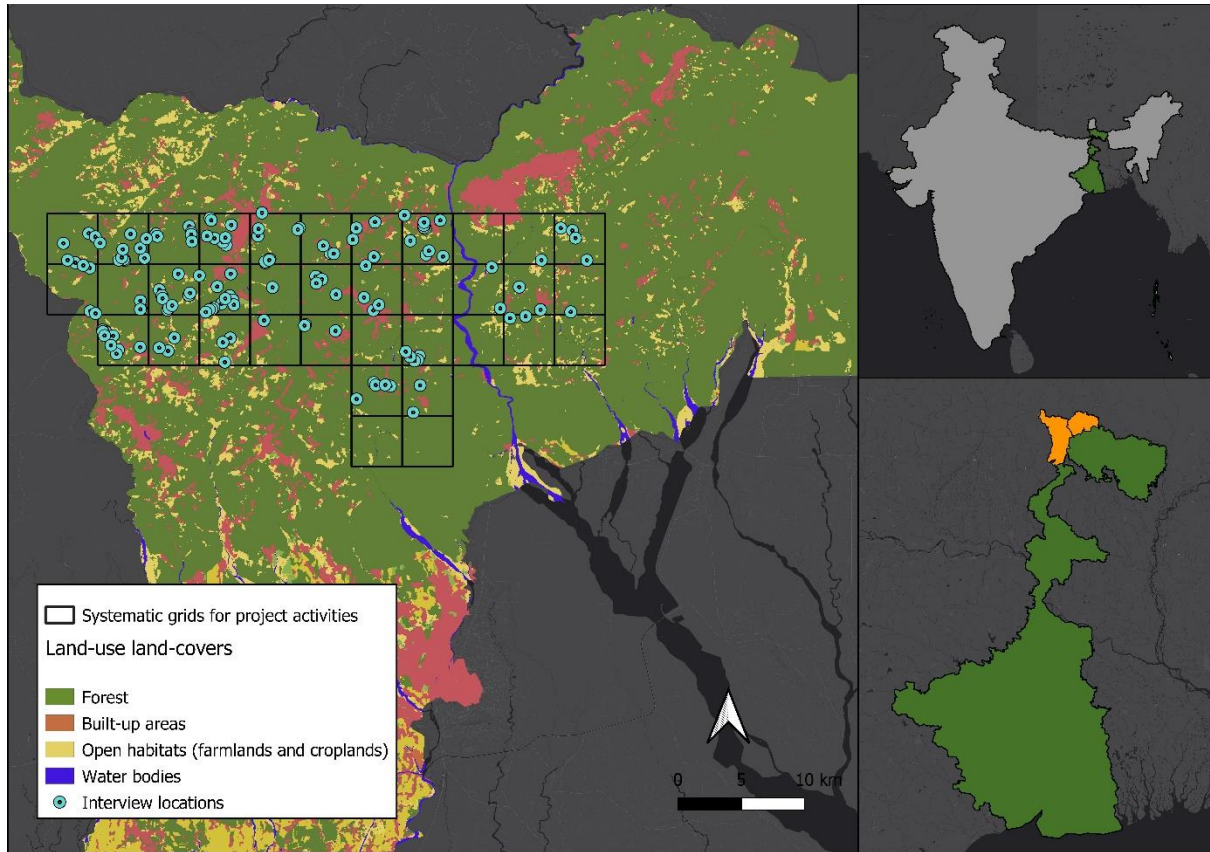 Systematic grids for project activities
Land-use land-covers
Forest
Built-up areas
Open habitats (farmlands and croplands)
Water bodies
Interview locations
0 5 10 km